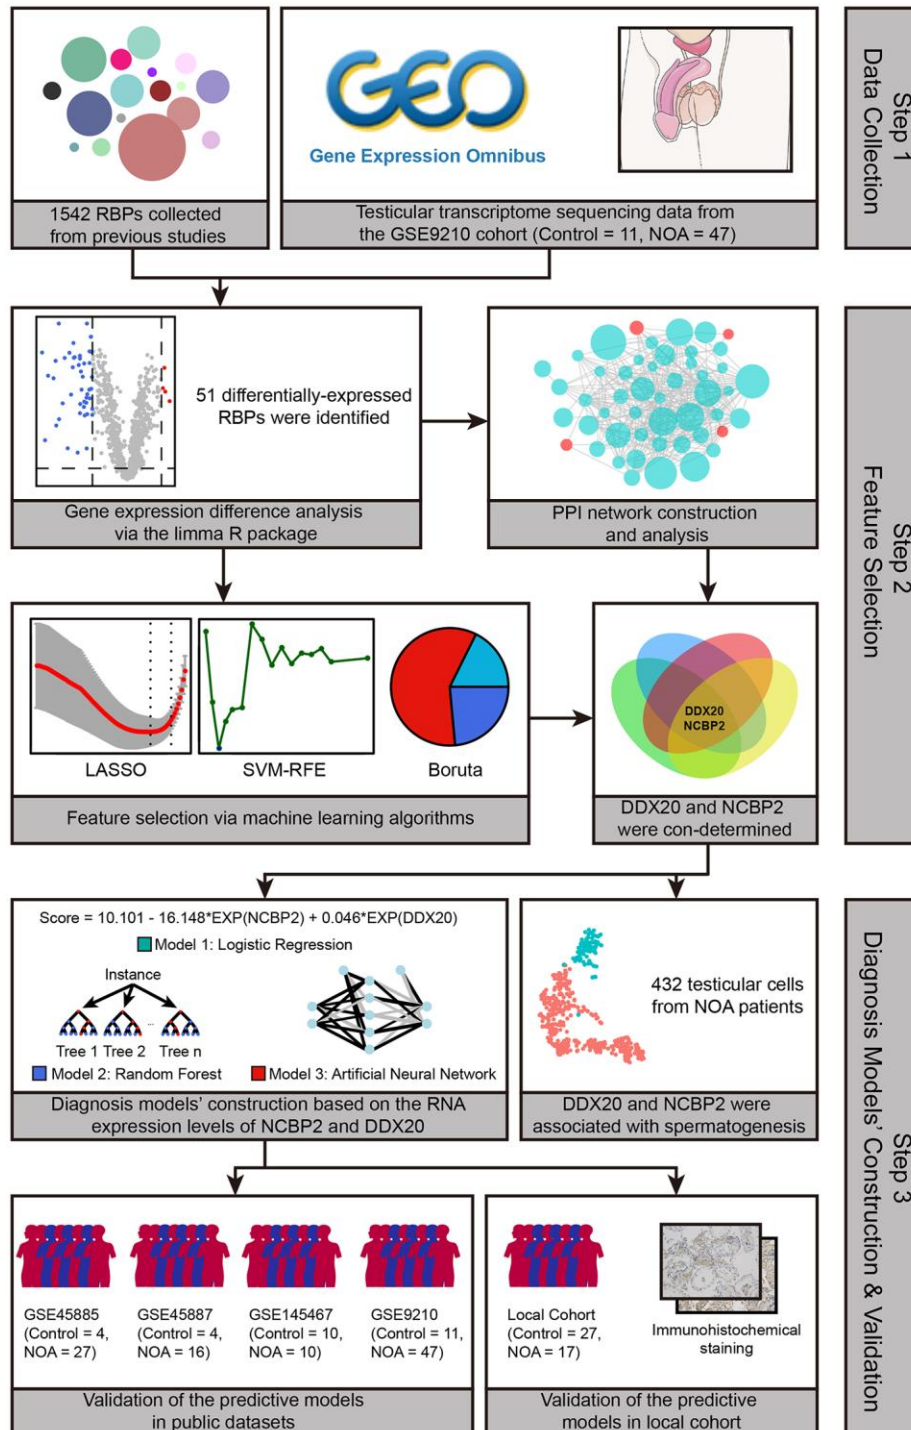 GEO
Gene Expression Omnibus
1542 RBPs collected
from previous studies
Testicular transcriptome sequencing data from
the GSE9210 cohort (Control = 11, NOA = 47)
Step 1
Data Collection
51 differentially-expressed
RBPs were identified
Gene expression difference analysis
via the limma R package
PPI network construction
and analysis
LASSO
SVM-RFE
Boruta
Feature selection via machine learning algorithms
DDX20
NCBP2
DDX20 and NCBP2
were con-determined
Step 2
Feature Selection
Score = 10.101 - 16.148*EXP(NCBP2) + 0.046*EXP(DDX20)
Model 1: Logistic Regression
Instance
...
Tree 1 Tree 2 Tree n
Model 2: Random Forest
Model 3: Artificial Neural Network
Diagnosis models' construction based on the RNA
expression levels of NCBP2 and DDX20
432 testicular cells
from NOA patients
DDX20 and NCBP2 were
associated with spermatogenesis
GSE45885
(Control = 4,
NOA = 27)
GSE45887
(Control = 4,
NOA = 16)
GSE145467
(Control = 10,
NOA = 10)
GSE9210
(Control = 11,
NOA = 47)
Validation of the predictive models
in public datasets
Local Cohort
(Control = 27,
NOA = 17)
Immunohistochemical
staining
Validation of the predictive
models in local cohort
Step 3
Diagnosis Models' Construction & Validation